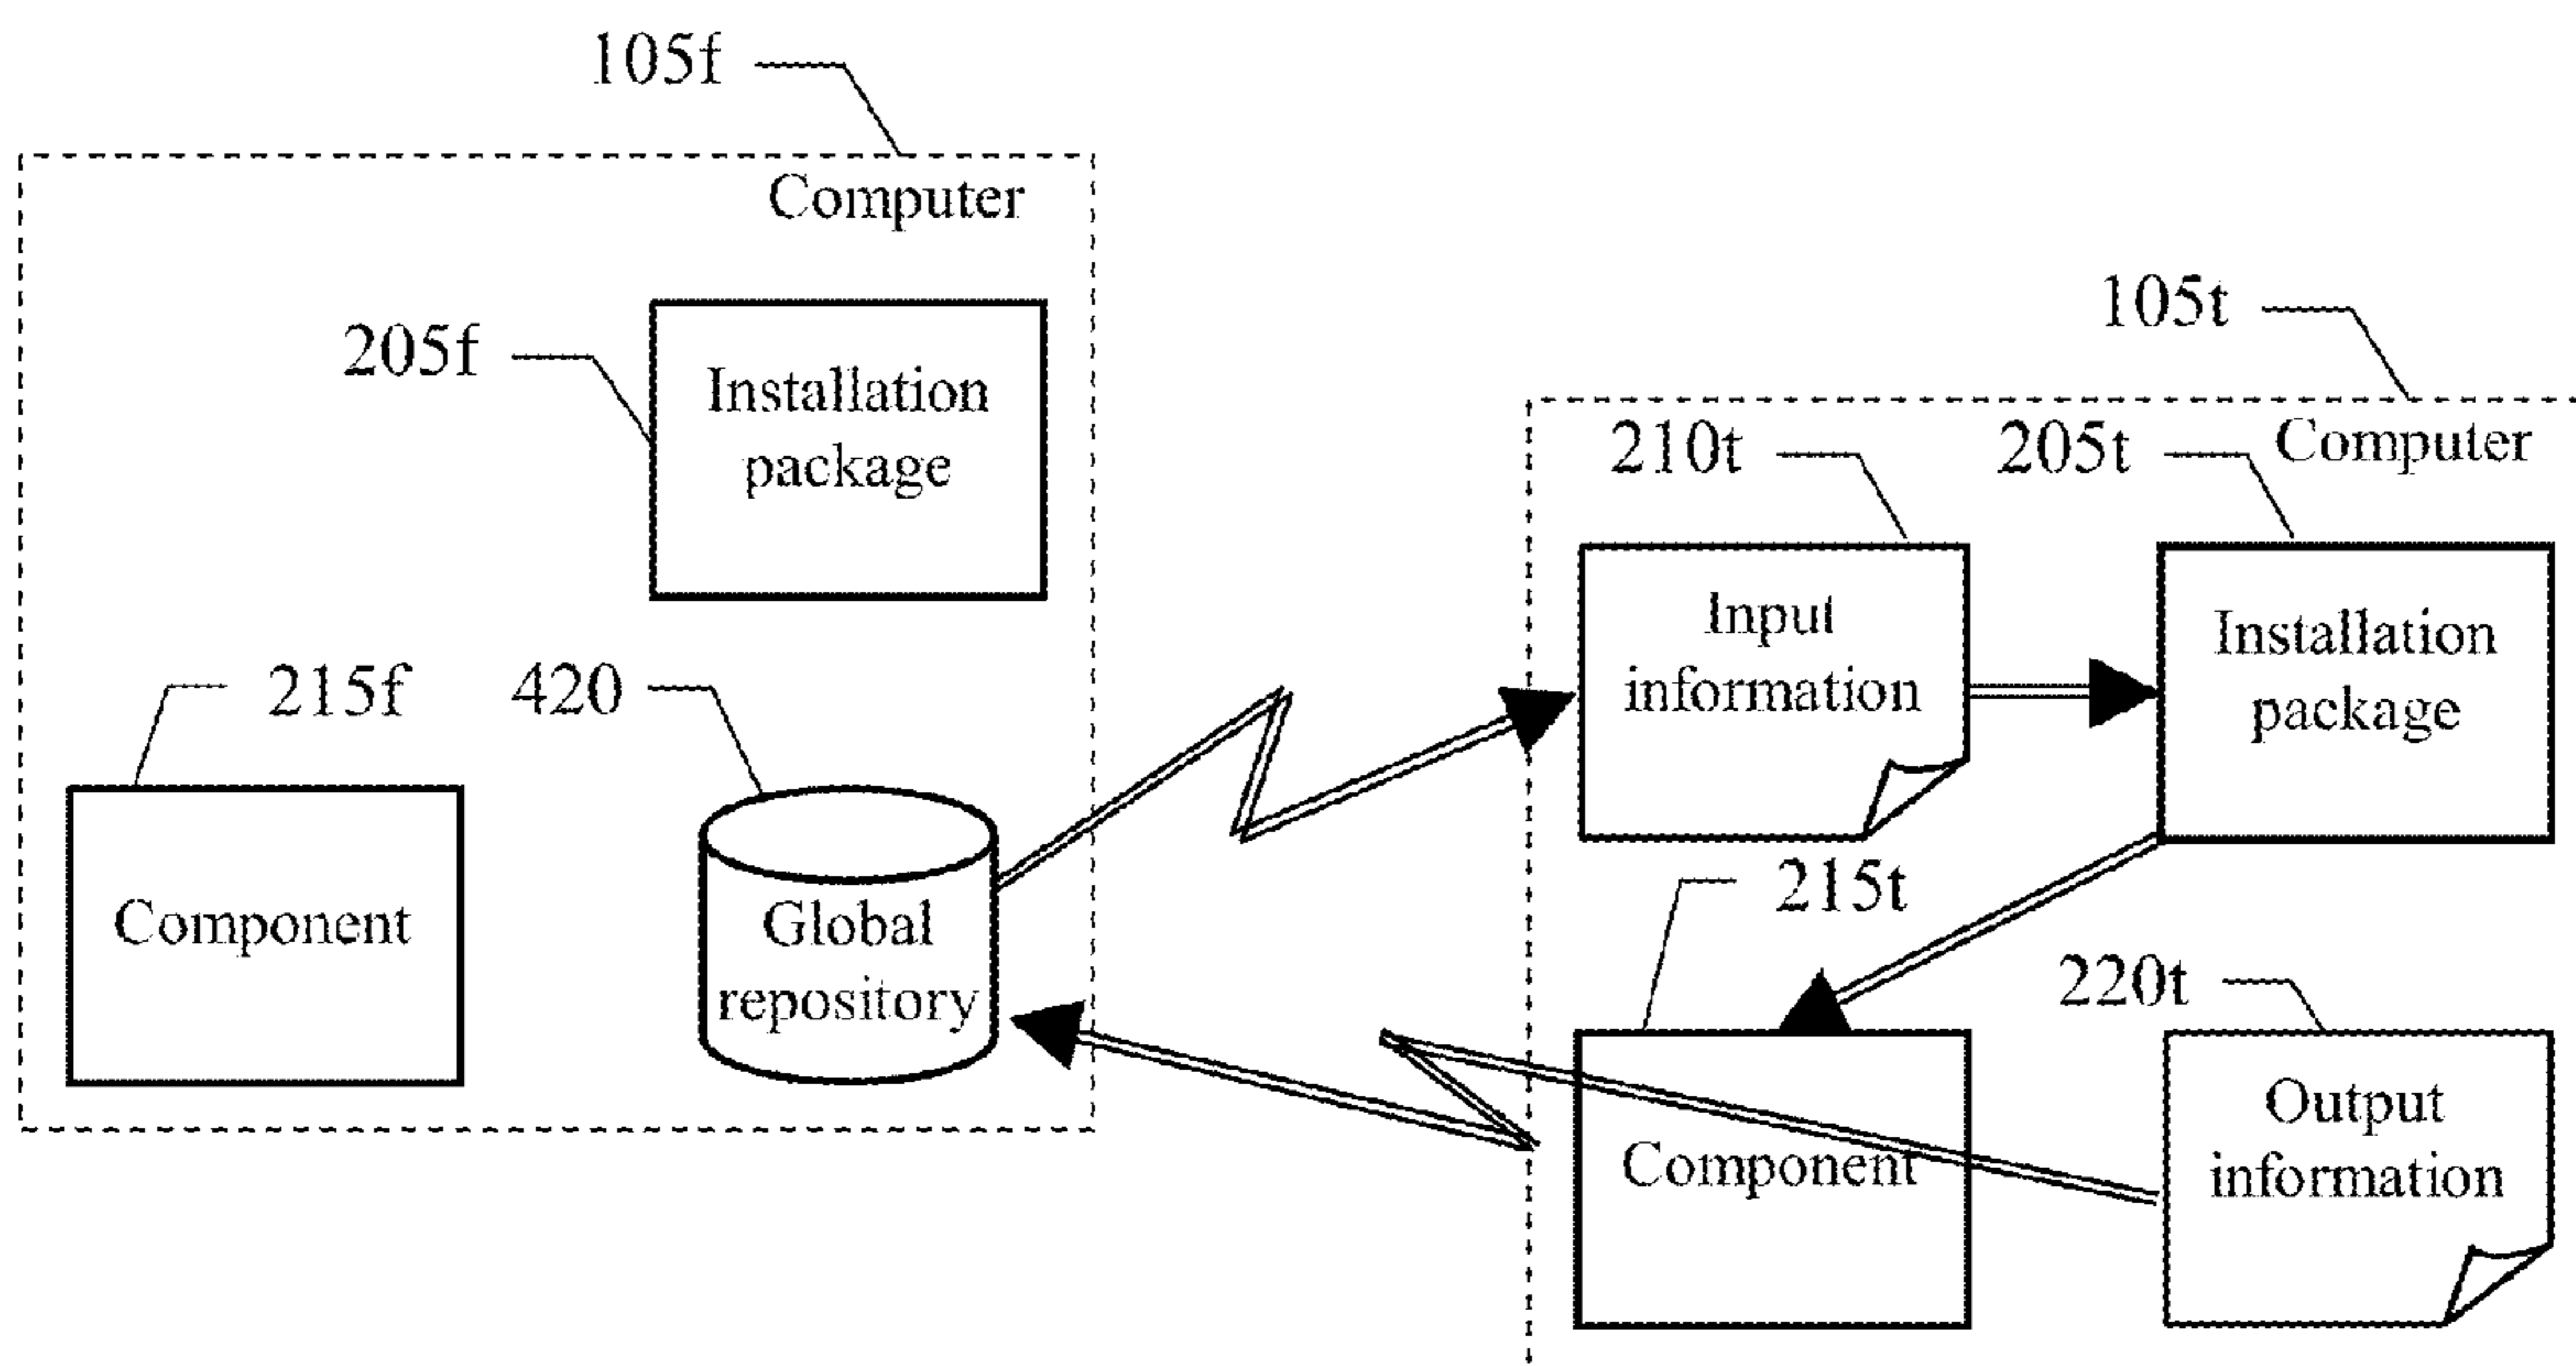 105f
Computer
205f
Installation
package
215f
420
Component
Global
repository
105t
Computer
210t
205t
Input
information
Installation
package
215t
220t
Component
Output
information